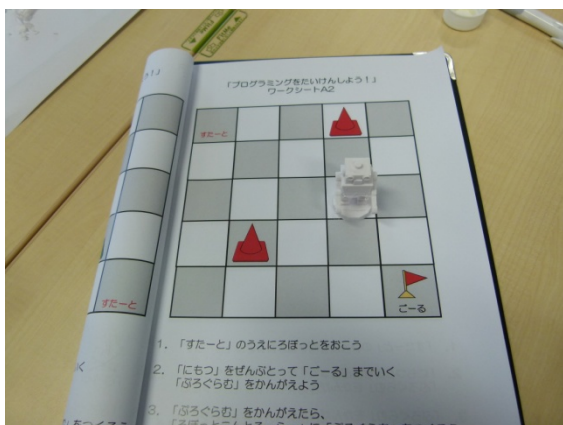 「プログラミングをたいけんしよう!」
ワークシートA2
すたーと
ごーる
すたーと
1. 「すたーと」のうえにろぼっとをおこう
2. 「にもつ」をぜんぶとって「ごーる」までいく
「ぷろぐらむ」をかんがえよう
3. 「ぷろぐらむ」をかんがえたら、